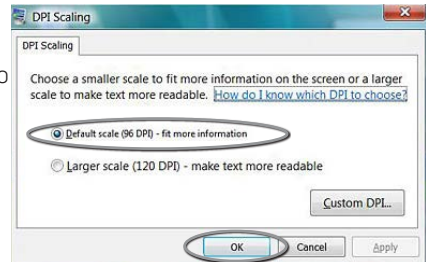 DPI Scaling
DPI Scaling
Choose a smaller scale to fit more information on the screen or a larger
scale to make text more readable. How do I know which DPI to choose?
Default scale (96 DPI) - fit more information
Larger scale (120 DPI) - make text more readable
Custom DPI...
OK Cancel Apply